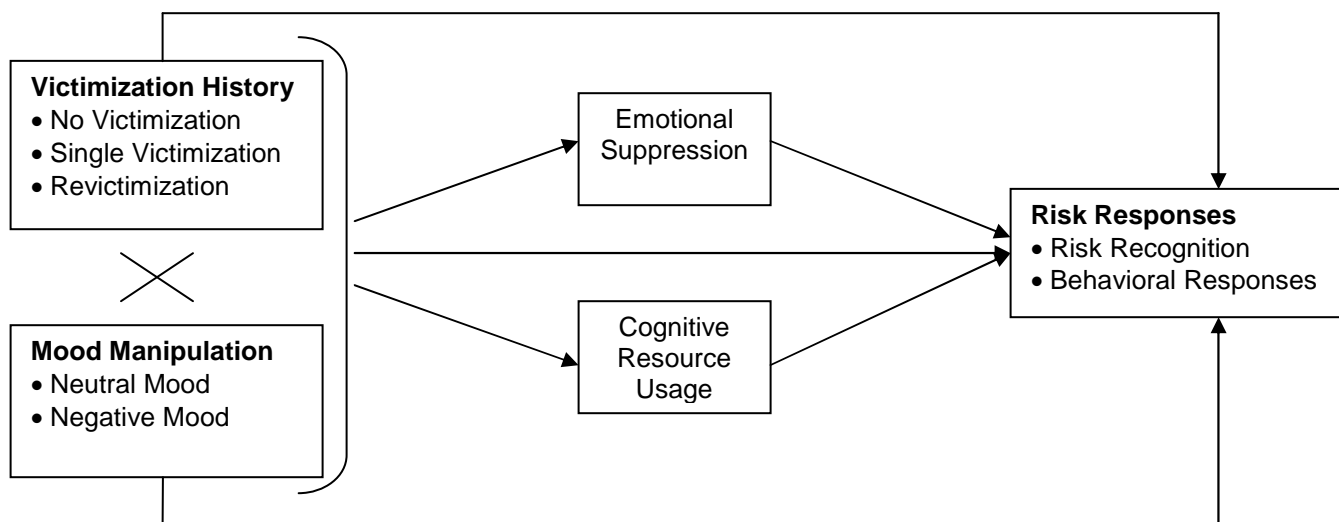 Victimization History
• No Victimization
• Single Victimization
• Revictimization
Mood Manipulation
• Neutral Mood
• Negative Mood
Emotional
Suppression
Cognitive
Resource
Usage
Risk Responses
• Risk Recognition
• Behavioral Responses